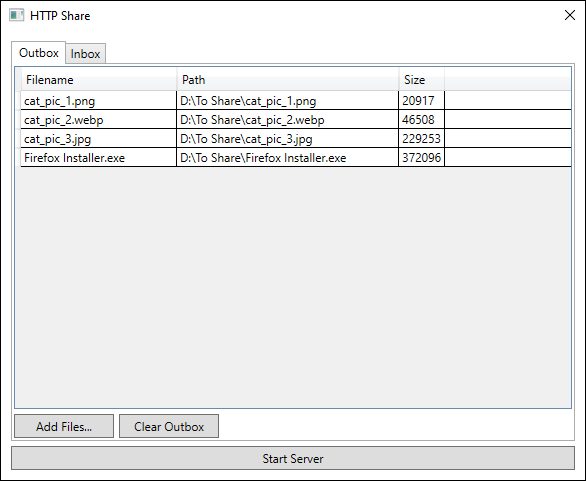 HTTP Share
Outbox Inbox
Filename Path Size
cat_pic_1.png D:\To Share\cat_pic_1.png 20917
cat_pic_2.webp D:\To Share\cat_pic_2.webp 46508
cat_pic_3.jpg D:\To Share\cat_pic_3.jpg 229253
Firefox Installer.exe D:\To Share\Firefox Installer.exe 372096
Add Files... Clear Outbox
Start Server